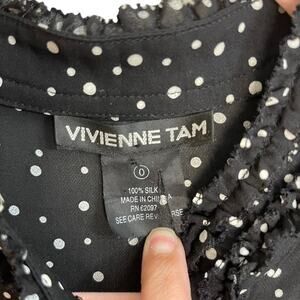 VIVIENNE TAM
0
100% SILK
MADE IN CHINA
RN 62097
SEE CARE REVERSE